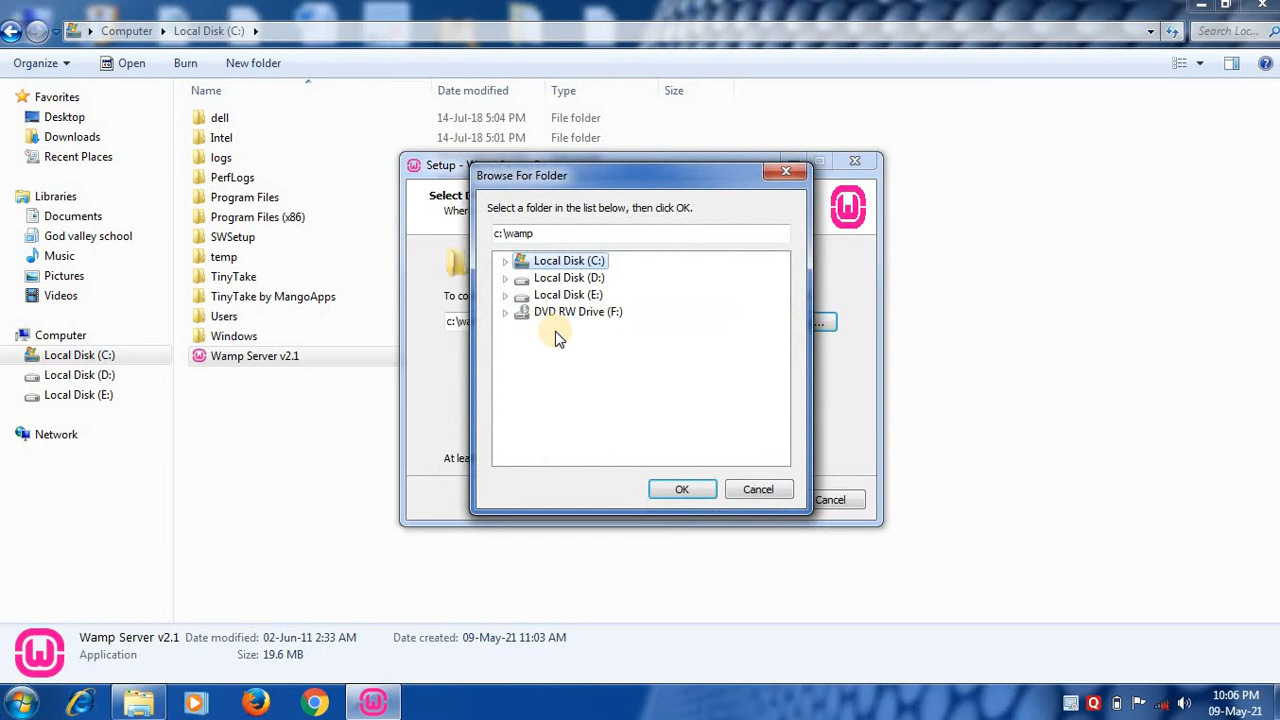 Computer
Local Disk (C:)
Search Loc...
Organize
Open
Burn
New folder
Favorites
Desktop
Downloads
Recent Places
Libraries
Documents
God valley school
Music
Pictures
Videos
Computer
Local Disk (C:)
Local Disk (D:)
Local Disk (E:)
Network
Name
Date modified
Type
Size
dell
14-Jul-18 5:04 PM
File folder
Intel
14-Jul-18 5:01 PM
File folder
logs
PerfLogs
Program Files
Program Files (x86)
SWSetup
temp
TinyTake
TinyTake by MangoApps
Users
Windows
Wamp Server v2.1
Setup - Wamp
Select
Whe
To co
c:\wa
...
At lea
Cancel
Browse For Folder
Select a folder in the list below, then click OK.
c:\wamp
Local Disk (C:)
Local Disk (D:)
Local Disk (E:)
DVD RW Drive (F:)
OK
Cancel
Wamp Server v2.1
Date modified: 02-Jun-11 2:33 AM
Date created: 09-May-21 11:03 AM
Application
Size: 19.6 MB
10:06 PM
09-May-21